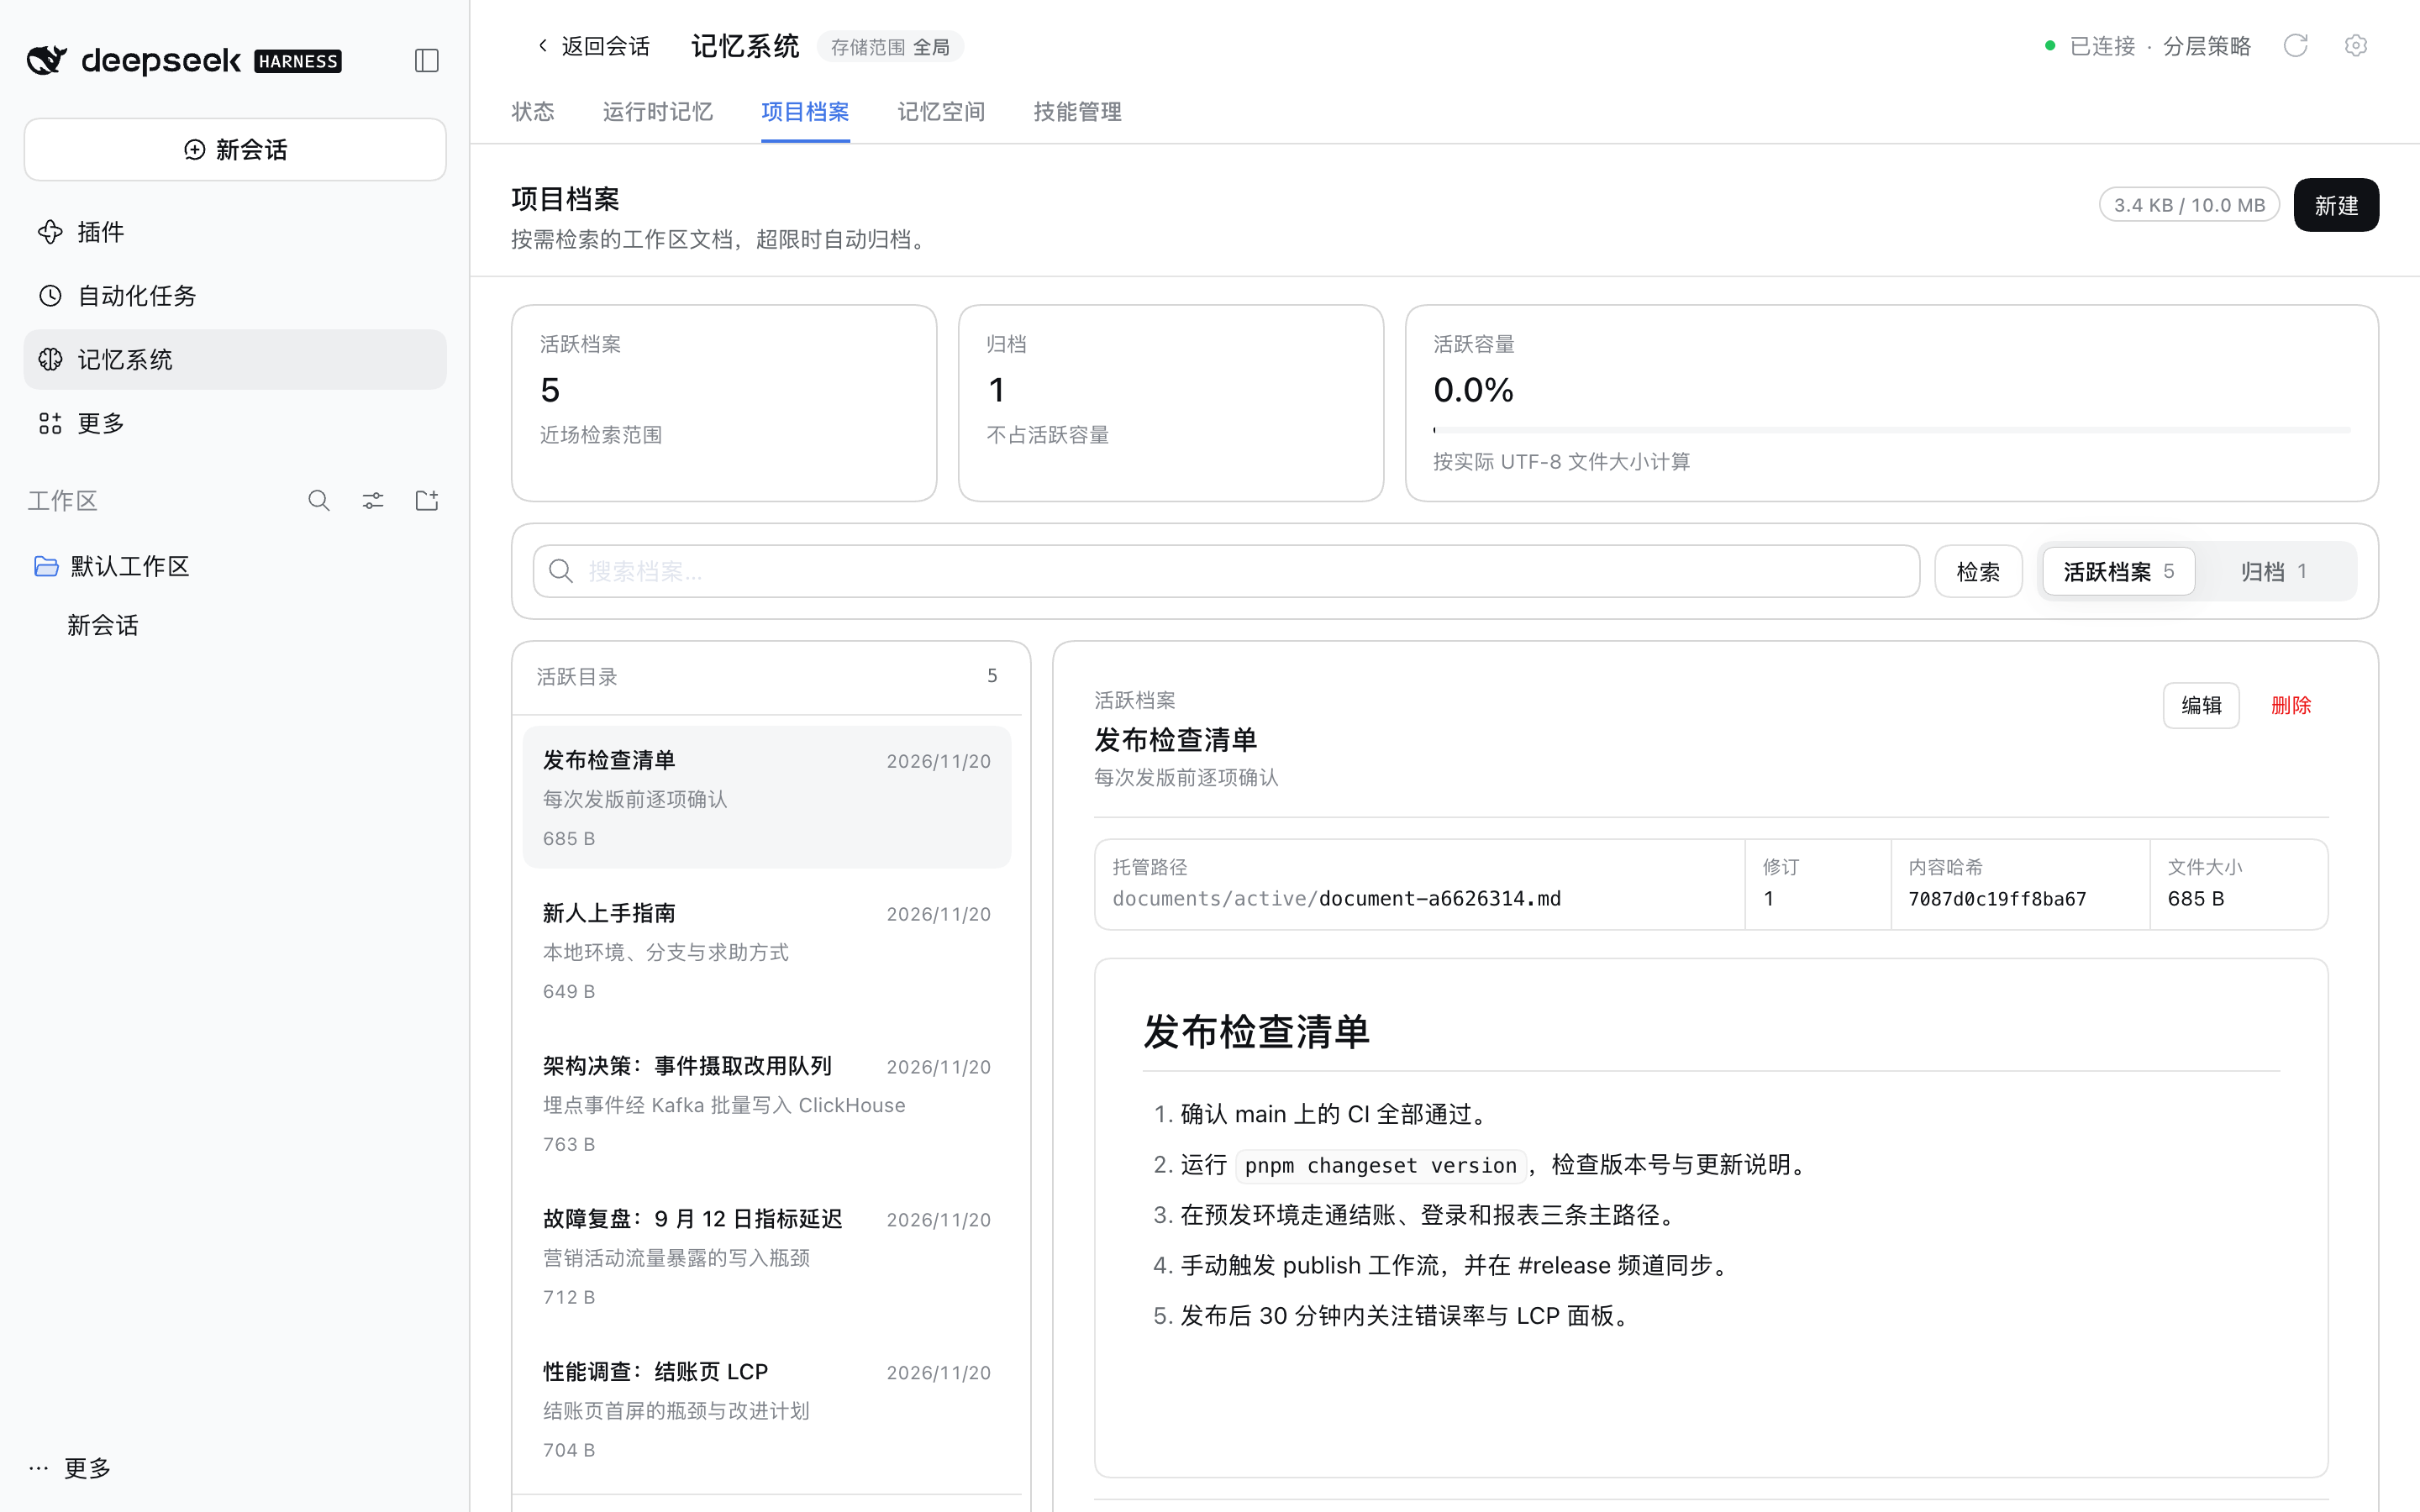 deepseek HARNESS
新会话
插件
自动化任务
记忆系统
更多
工作区
默认工作区
新会话
··· 更多
返回会话 记忆系统 存储范围 全局
已连接 · 分层策略
状态 运行时记忆 项目档案 记忆空间 技能管理
项目档案
按需检索的工作区文档，超限时自动归档。
3.4 KB / 10.0 MB 新建
活跃档案
5
近场检索范围
归档
1
不占活跃容量
活跃容量
0.0%
按实际 UTF-8 文件大小计算
搜索档案... 检索 活跃档案 5 归档 1
活跃目录 5
发布检查清单 2026/11/20
每次发版前逐项确认
685 B
新人上手指南 2026/11/20
本地环境、分支与求助方式
649 B
架构决策：事件摄取改用队列 2026/11/20
埋点事件经 Kafka 批量写入 ClickHouse
763 B
故障复盘：9 月 12 日指标延迟 2026/11/20
营销活动流量暴露的写入瓶颈
712 B
性能调查：结账页 LCP 2026/11/20
结账页首屏的瓶颈与改进计划
704 B
活跃档案
发布检查清单
每次发版前逐项确认
编辑 删除
托管路径
documents/active/document-a6626314.md
修订
1
内容哈希
7087d0c19ff8ba67
文件大小
685 B
发布检查清单
1. 确认 main 上的 CI 全部通过。
2. 运行 pnpm changeset version，检查版本号与更新说明。
3. 在预发环境走通结账、登录和报表三条主路径。
4. 手动触发 publish 工作流，并在 #release 频道同步。
5. 发布后 30 分钟内关注错误率与 LCP 面板。